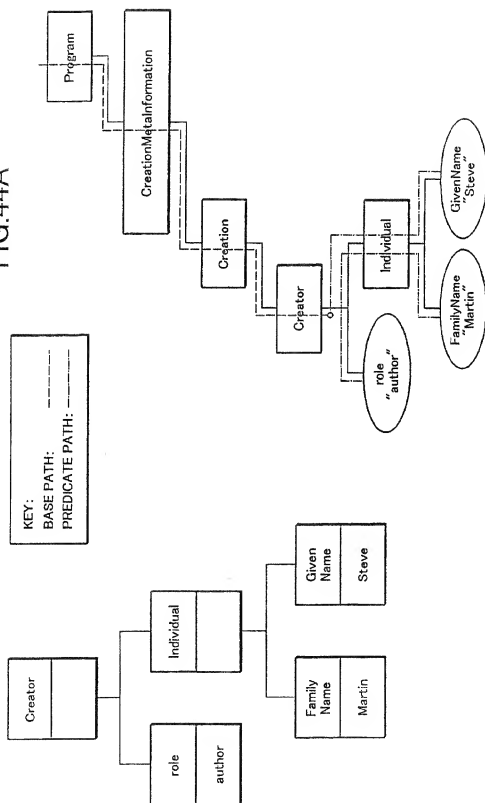 FIG.44A
KEY:
BASE PATH:
PREDICATE PATH:
Creator
role
author
Individual
Family
Name
Martin
Given
Name
Steve
Program
CreationMetaInformation
Creation
Creator
role
"author"
Individual
FamilyName
"Martin"
GivenName
"Steve"